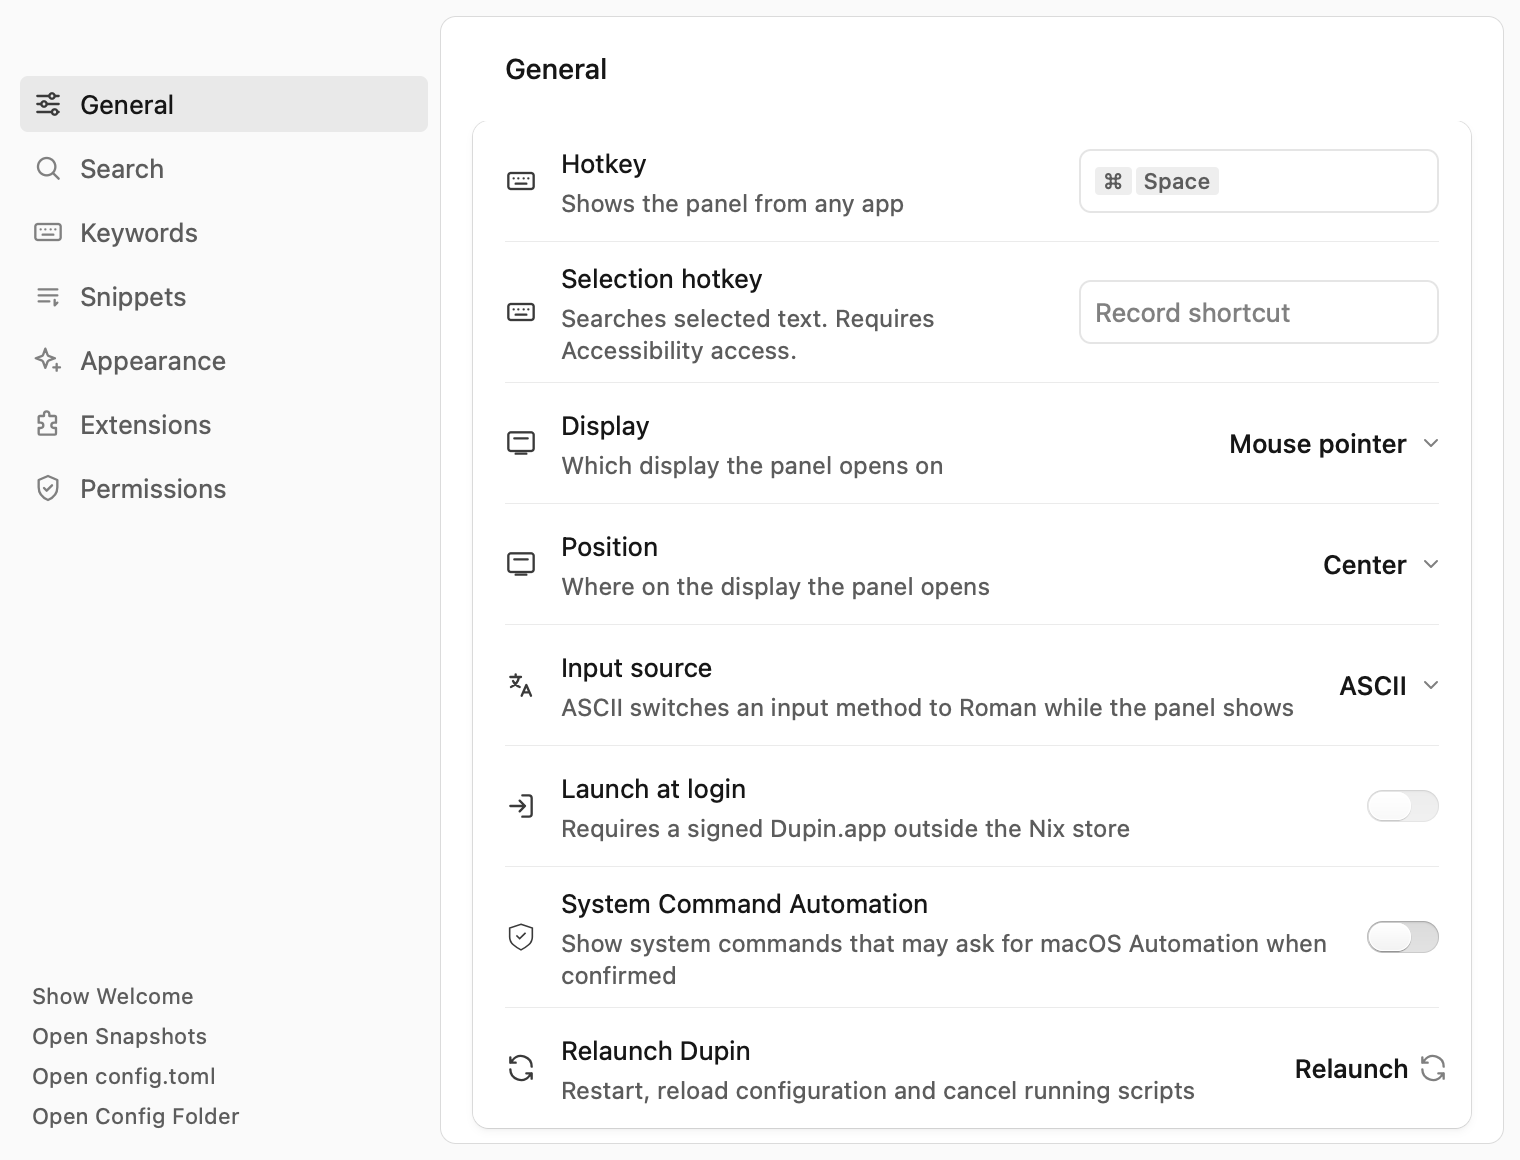 General
Search
Keywords
Snippets
Appearance
Extensions
Permissions
Show Welcome
Open Snapshots
Open config.toml
Open Config Folder
General
Hotkey
Shows the panel from any app
⌘ Space
Selection hotkey
Searches selected text. Requires
Accessibility access.
Record shortcut
Display
Which display the panel opens on
Mouse pointer
Position
Where on the display the panel opens
Center
Input source
ASCII switches an input method to Roman while the panel shows
ASCII
Launch at login
Requires a signed Dupin.app outside the Nix store
System Command Automation
Show system commands that may ask for macOS Automation when
confirmed
Relaunch Dupin
Restart, reload configuration and cancel running scripts
Relaunch